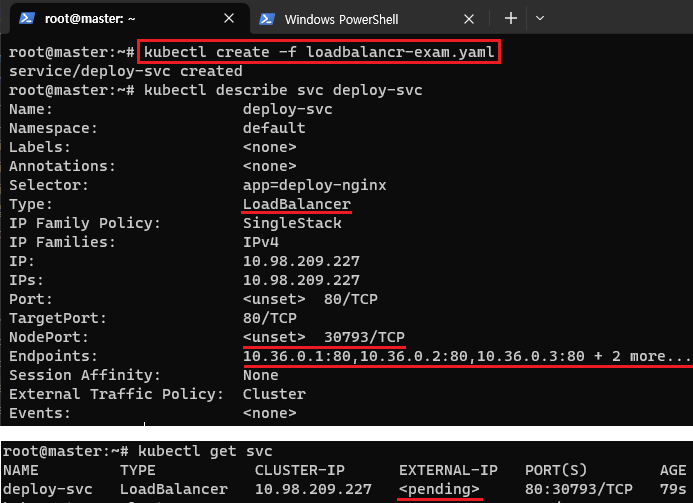 root@master: ~
Windows PowerShell
root@master:~# kubectl create -f loadbalancr-exam.yaml
service/deploy-svc created
root@master:~# kubectl describe svc deploy-svc
Name: deploy-svc
Namespace: default
Labels: <none>
Annotations: <none>
Selector: app=deploy-nginx
Type: LoadBalancer
IP Family Policy: SingleStack
IP Families: IPv4
IP: 10.98.209.227
IPs: 10.98.209.227
Port: <unset> 80/TCP
TargetPort: 80/TCP
NodePort: <unset> 30793/TCP
Endpoints: 10.36.0.1:80,10.36.0.2:80,10.36.0.3:80 + 2 more...
Session Affinity: None
External Traffic Policy: Cluster
Events: <none>
root@master:~# kubectl get svc
NAME TYPE CLUSTER-IP EXTERNAL-IP PORT(S) AGE
deploy-svc LoadBalancer 10.98.209.227 <pending> 80:30793/TCP 79s